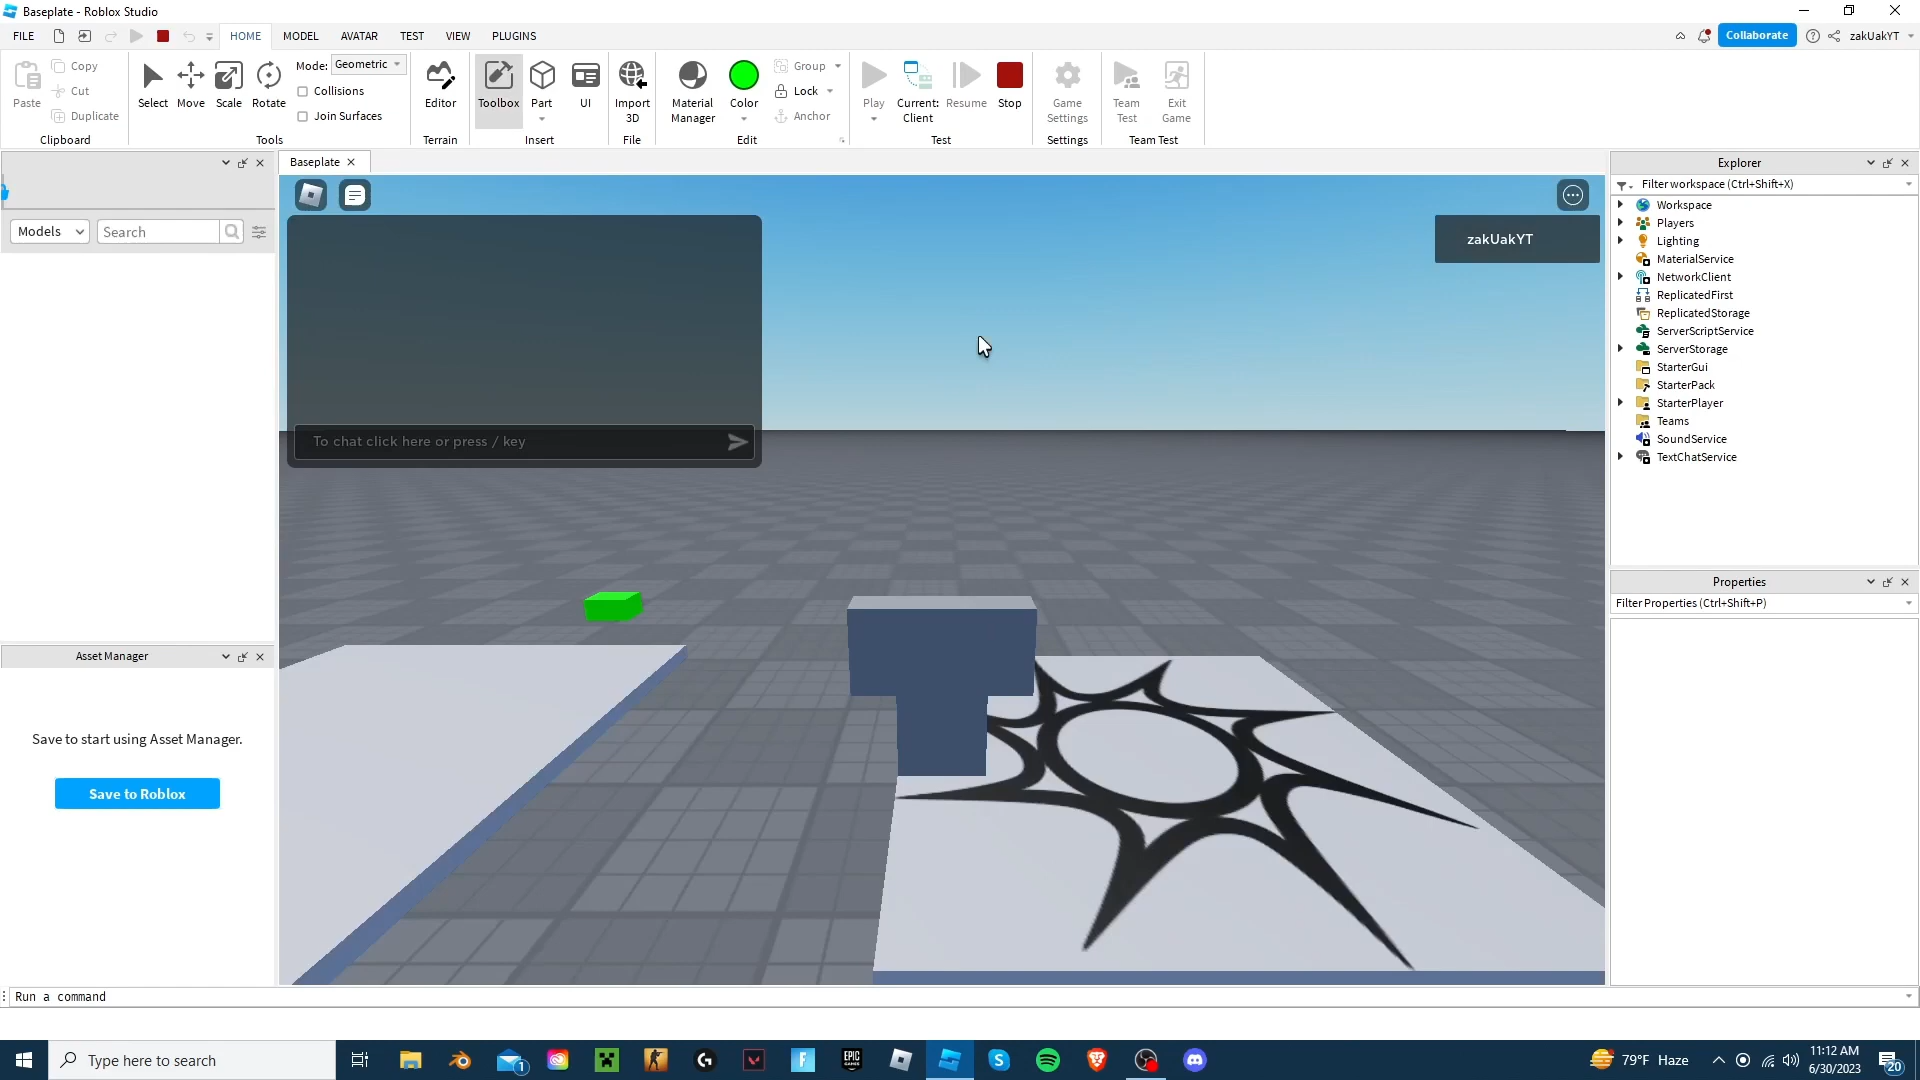 Baseplate - Roblox Studio
FILE HOME MODEL AVATAR TEST VIEW PLUGINS Collaborate zakUakYT
Paste Copy Cut Duplicate
Clipboard
Select Move Scale Rotate
Mode: Geometric
Collisions
Join Surfaces
Tools
Editor
Terrain
Toolbox Part UI
Insert
Import 3D
File
Material Manager Color Group Lock Anchor
Edit
Play Current: Client Resume Stop
Test
Game Settings
Settings
Team Test Exit Game
Team Test
Baseplate
Models Search
Asset Manager
Save to start using Asset Manager.
Save to Roblox
To chat click here or press / key
zakUakYT
Explorer
Filter workspace (Ctrl+Shift+X)
Workspace
Players
Lighting
MaterialService
NetworkClient
ReplicatedFirst
ReplicatedStorage
ServerScriptService
ServerStorage
StarterGui
StarterPack
StarterPlayer
Teams
SoundService
TextChatService
Properties
Filter Properties (Ctrl+Shift+P)
Run a command
Type here to search
1
EPIC GAMES
79°F Haze
11:12 AM
6/30/2023
20